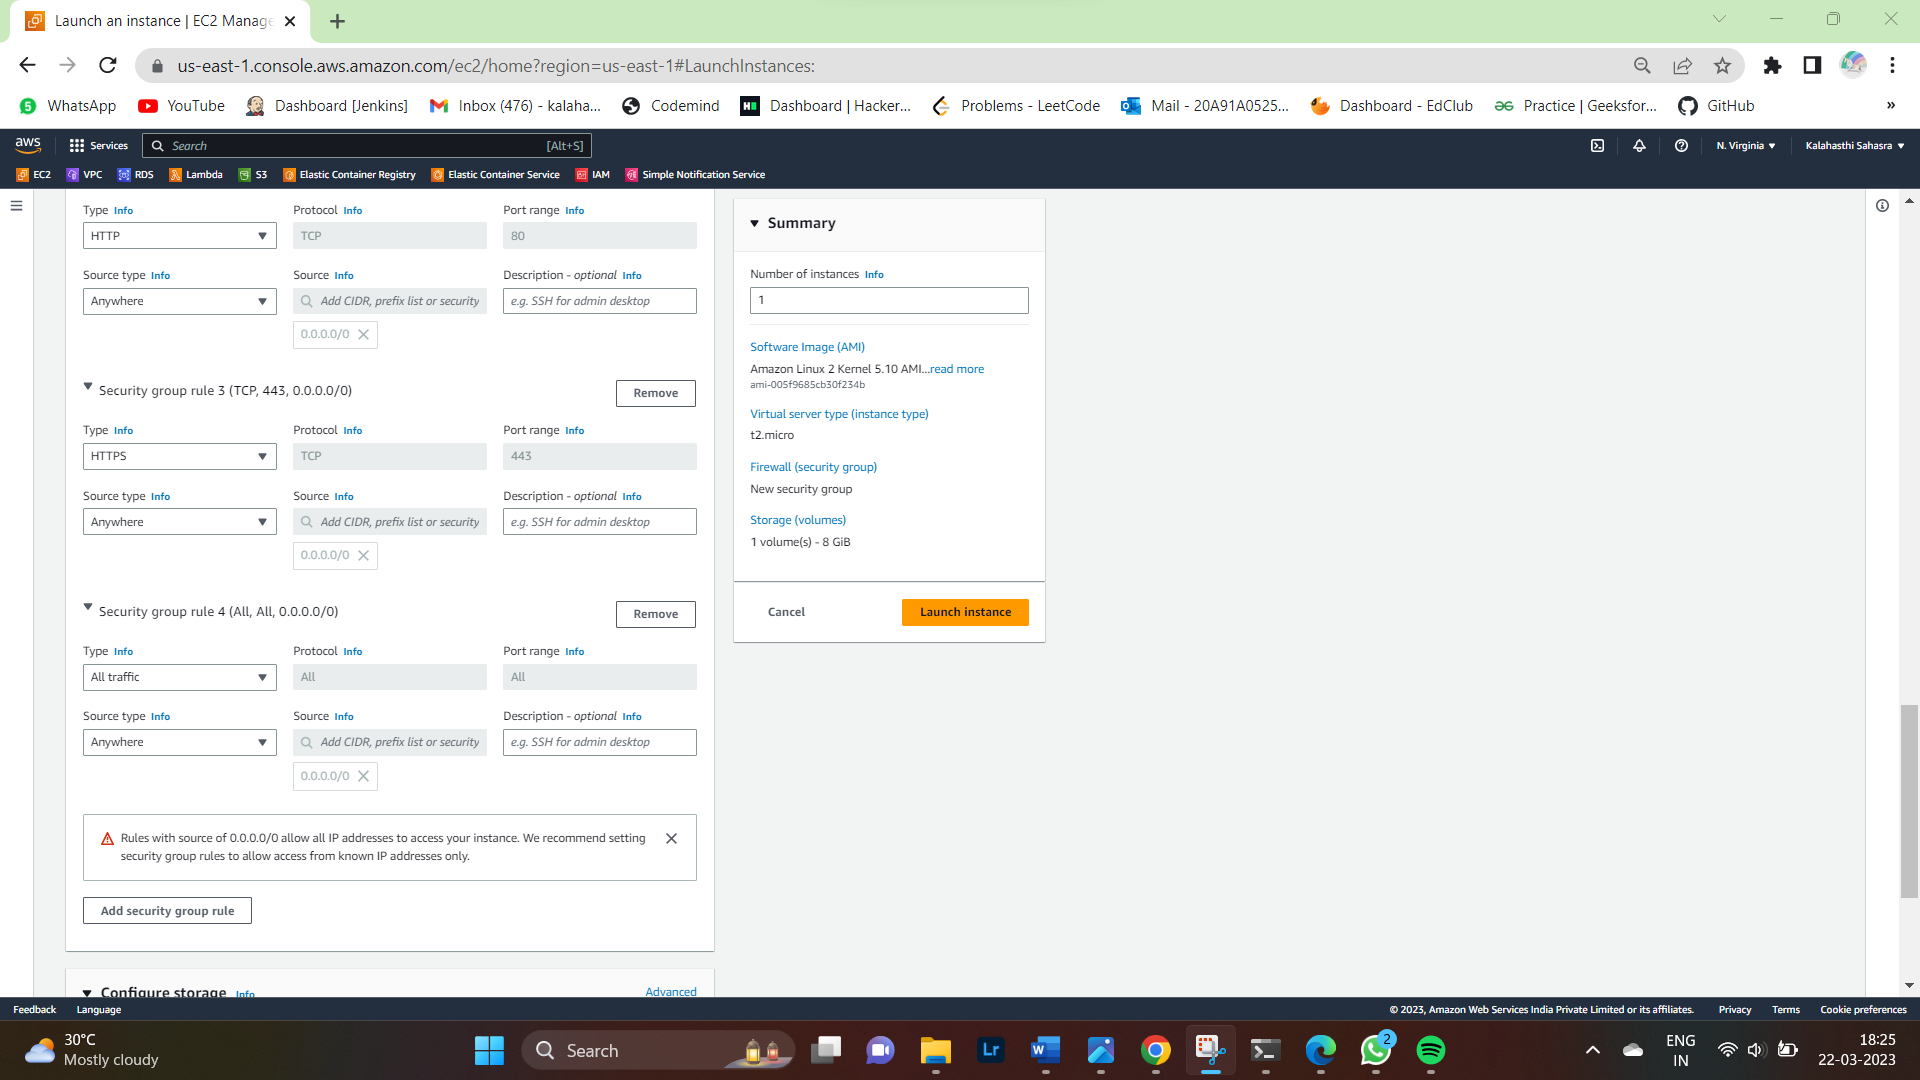 Launch an instance | EC2 Manage
us-east-1.console.aws.amazon.com/ec2/home?region=us-east-1#LaunchInstances:
WhatsApp YouTube Dashboard [Jenkins] Inbox (476) - kalaha... Codemind Dashboard | Hacker... Problems - LeetCode Mail - 20A91A0525... Dashboard - EdClub Practice | Geeksfor... GitHub »
aws Services Search [Alt+S] N. Virginia Kalahasthi Sahasra
EC2 VPC RDS Lambda S3 Elastic Container Registry Elastic Container Service IAM Simple Notification Service
Type Info Protocol Info Port range Info
HTTP TCP 80
Source type Info Source Info Description - optional Info
Anywhere Add CIDR, prefix list or security e.g. SSH for admin desktop
0.0.0.0/0
Security group rule 3 (TCP, 443, 0.0.0.0/0) Remove
Type Info Protocol Info Port range Info
HTTPS TCP 443
Source type Info Source Info Description - optional Info
Anywhere Add CIDR, prefix list or security e.g. SSH for admin desktop
0.0.0.0/0
Security group rule 4 (All, All, 0.0.0.0/0) Remove
Type Info Protocol Info Port range Info
All traffic All All
Source type Info Source Info Description - optional Info
Anywhere Add CIDR, prefix list or security e.g. SSH for admin desktop
0.0.0.0/0
Rules with source of 0.0.0.0/0 allow all IP addresses to access your instance. We recommend setting
security group rules to allow access from known IP addresses only.
Add security group rule
Configure storage Info Advanced
Summary
Number of instances Info
1
Software Image (AMI)
Amazon Linux 2 Kernel 5.10 AMI...read more
ami-005f9685cb30f234b
Virtual server type (instance type)
t2.micro
Firewall (security group)
New security group
Storage (volumes)
1 volume(s) - 8 GiB
Cancel Launch instance
Feedback Language © 2023, Amazon Web Services India Private Limited or its affiliates. Privacy Terms Cookie preferences
30°C
Mostly cloudy
Search
Lr
2
ENG
IN
18:25
22-03-2023